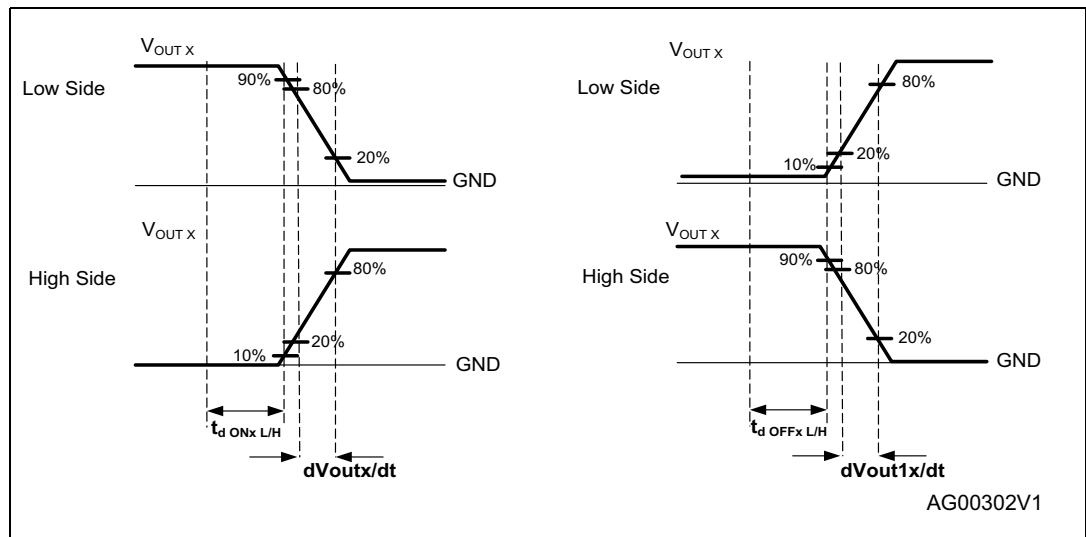 V_OUT X
Low Side
90%
80%
20%
GND
V_OUT X
High Side
80%
20%
10%
GND
t_d ONx L/H
dVoutx/dt
V_OUT X
Low Side
80%
20%
10%
GND
V_OUT X
High Side
90%
80%
20%
GND
t_d OFFx L/H
dVout1x/dt
AG00302V1